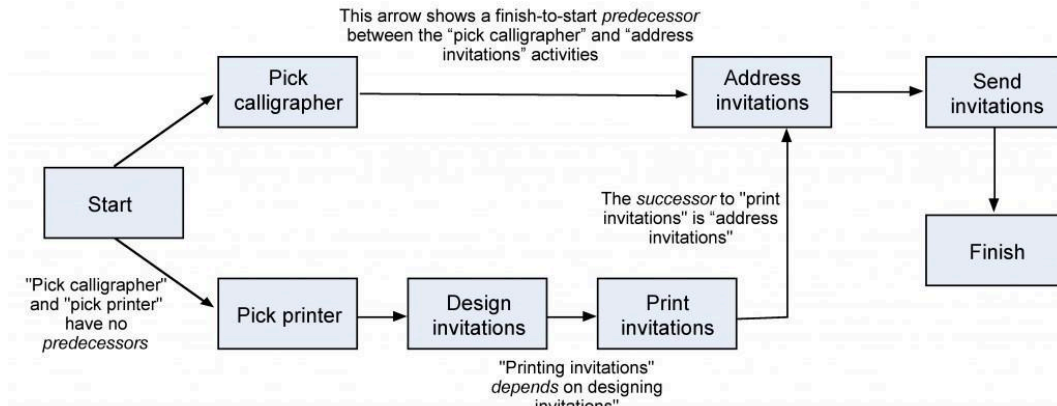 This arrow shows a finish-to-start predecessor
between the “pick calligrapher” and “address
invitations” activities
Pick
calligrapher
Address
invitations
Send
invitations
Start
The successor to "print
invitations" is “address
invitations”
Finish
"Pick calligrapher"
and "pick printer"
have no
predecessors
Pick printer
Design
invitations
Print
invitations
"Printing invitations"
depends on designing
invitations"